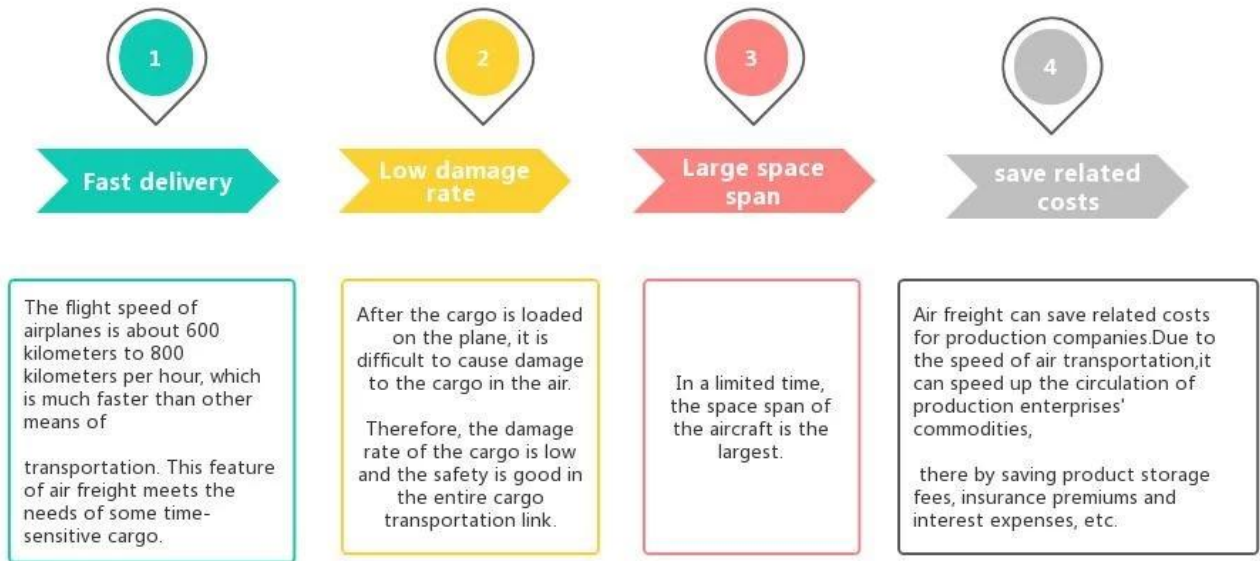 1
Fast delivery
The flight speed of
airplanes is about 600
kilometers to 800
kilometers per hour, which
is much faster than other
means of
transportation. This feature
of air freight meets the
needs of some time-
sensitive cargo.
2
Low damage
rate
After the cargo is loaded
on the plane, it is
difficult to cause damage
to the cargo in the air.
Therefore, the damage
rate of the cargo is low
and the safety is good in
the entire cargo
transportation link.
3
Large space
span
In a limited time,
the space span of
the aircraft is the
largest.
4
save related
costs
Air freight can save related costs
for production companies.Due to
the speed of air transportation,it
can speed up the circulation of
production enterprises'
commodities,
there by saving product storage
fees, insurance premiums and
interest expenses, etc.